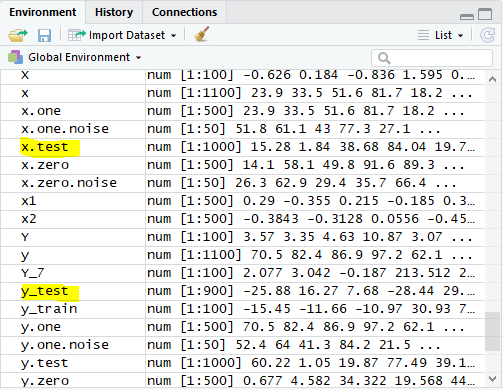 Environment History Connections
Import Dataset List
Global Environment
X num [1:100] -0.626 0.184 -0.836 1.595 0.…
x num [1:1100] 23.9 33.5 51.6 81.7 18.2 ...
x.one num [1:500] 23.9 33.5 51.6 81.7 18.2 ...
x.one.noise num [1:50] 51.8 61.1 43 77.3 27.1 ...
x.test num [1:1000] 15.28 1.84 38.68 84.04 19.7…
x.zero num [1:500] 14.1 58.1 49.8 91.6 89.3 ...
x.zero.noise num [1:50] 26.3 62.9 29.4 35.7 66.4 ...
x1 num [1:500] 0.29 -0.355 0.215 -0.185 0.3…
x2 num [1:500] -0.3843 -0.3128 0.0556 -0.45…
Y num [1:100] 3.57 3.35 4.63 10.87 3.07 ...
y num [1:1100] 70.5 82.4 86.9 97.2 62.1 ...
Y_7 num [1:100] 2.077 3.042 -0.187 213.512 2…
y_test num [1:900] -25.88 16.27 7.68 -28.44 29.…
y_train num [1:100] -15.45 -11.66 -10.97 30.93 7…
y.one num [1:500] 70.5 82.4 86.9 97.2 62.1 ...
y.one.noise num [1:50] 52.4 64 41.3 84.2 21.5 ...
y.test num [1:1000] 60.22 1.05 19.87 77.49 39.1…
y.zero num [1:500] 0.677 4.582 34.322 19.568 44…